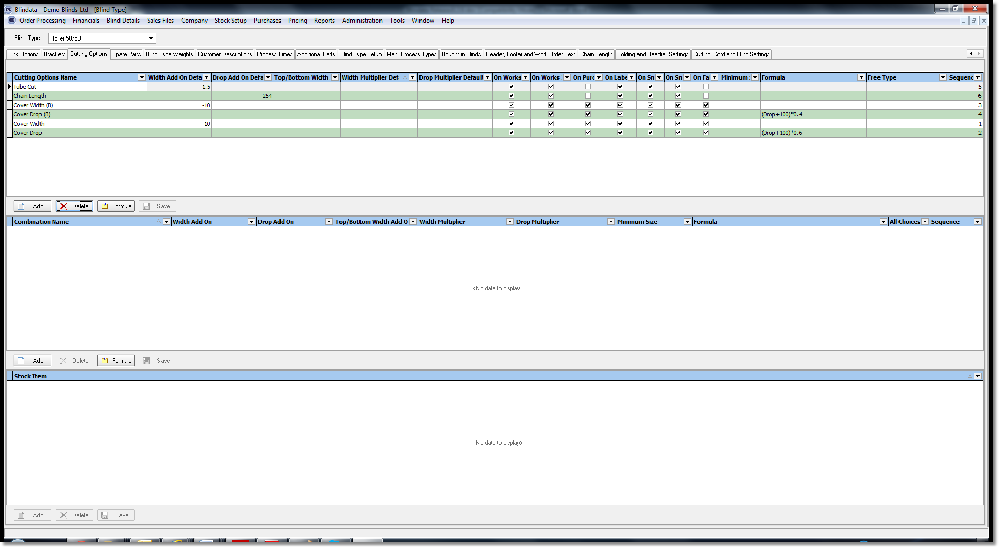 Blindata - Demo Blinds Ltd - [Blind Type]
Order Processing Financials Blind Details Sales Files Company Stock Setup Purchases Pricing Reports Administration Tools Window Help
Blind Type: Roller 50/50
Link Options Brackets Cutting Options Spare Parts Blind Type Weights Customer Descriptions Process Times Additional Parts Blind Type Setup Man. Process Types Bought in Blinds Header, Footer and Work Order Text Chain Length Folding and Headrail Settings Cutting, Cord and Ring Settings
Cutting Options Name Width Add On Defa Drop Add On Defa Top/Bottom Width Width Multiplier Defa Drop Multiplier Default On Works On Works On Purc On Labe On Sn On Sn On Fa Minimum Formula Free Type Sequenc
Tube Cut -1.5 5
Chain Length -254 6
Cover Width (B) -10 3
Cover Drop (B) (Drop+100)*0.4 4
Cover Width -10 1
Cover Drop (Drop+100)*0.6 2
Add Delete Formula Save
Combination Name Width Add On Drop Add On Top/Bottom Width Add O Width Multiplier Drop Multiplier Minimum Size Formula All Choices Sequence
<No data to display>
Add Delete Formula Save
Stock Item
<No data to display>
Add Delete Save